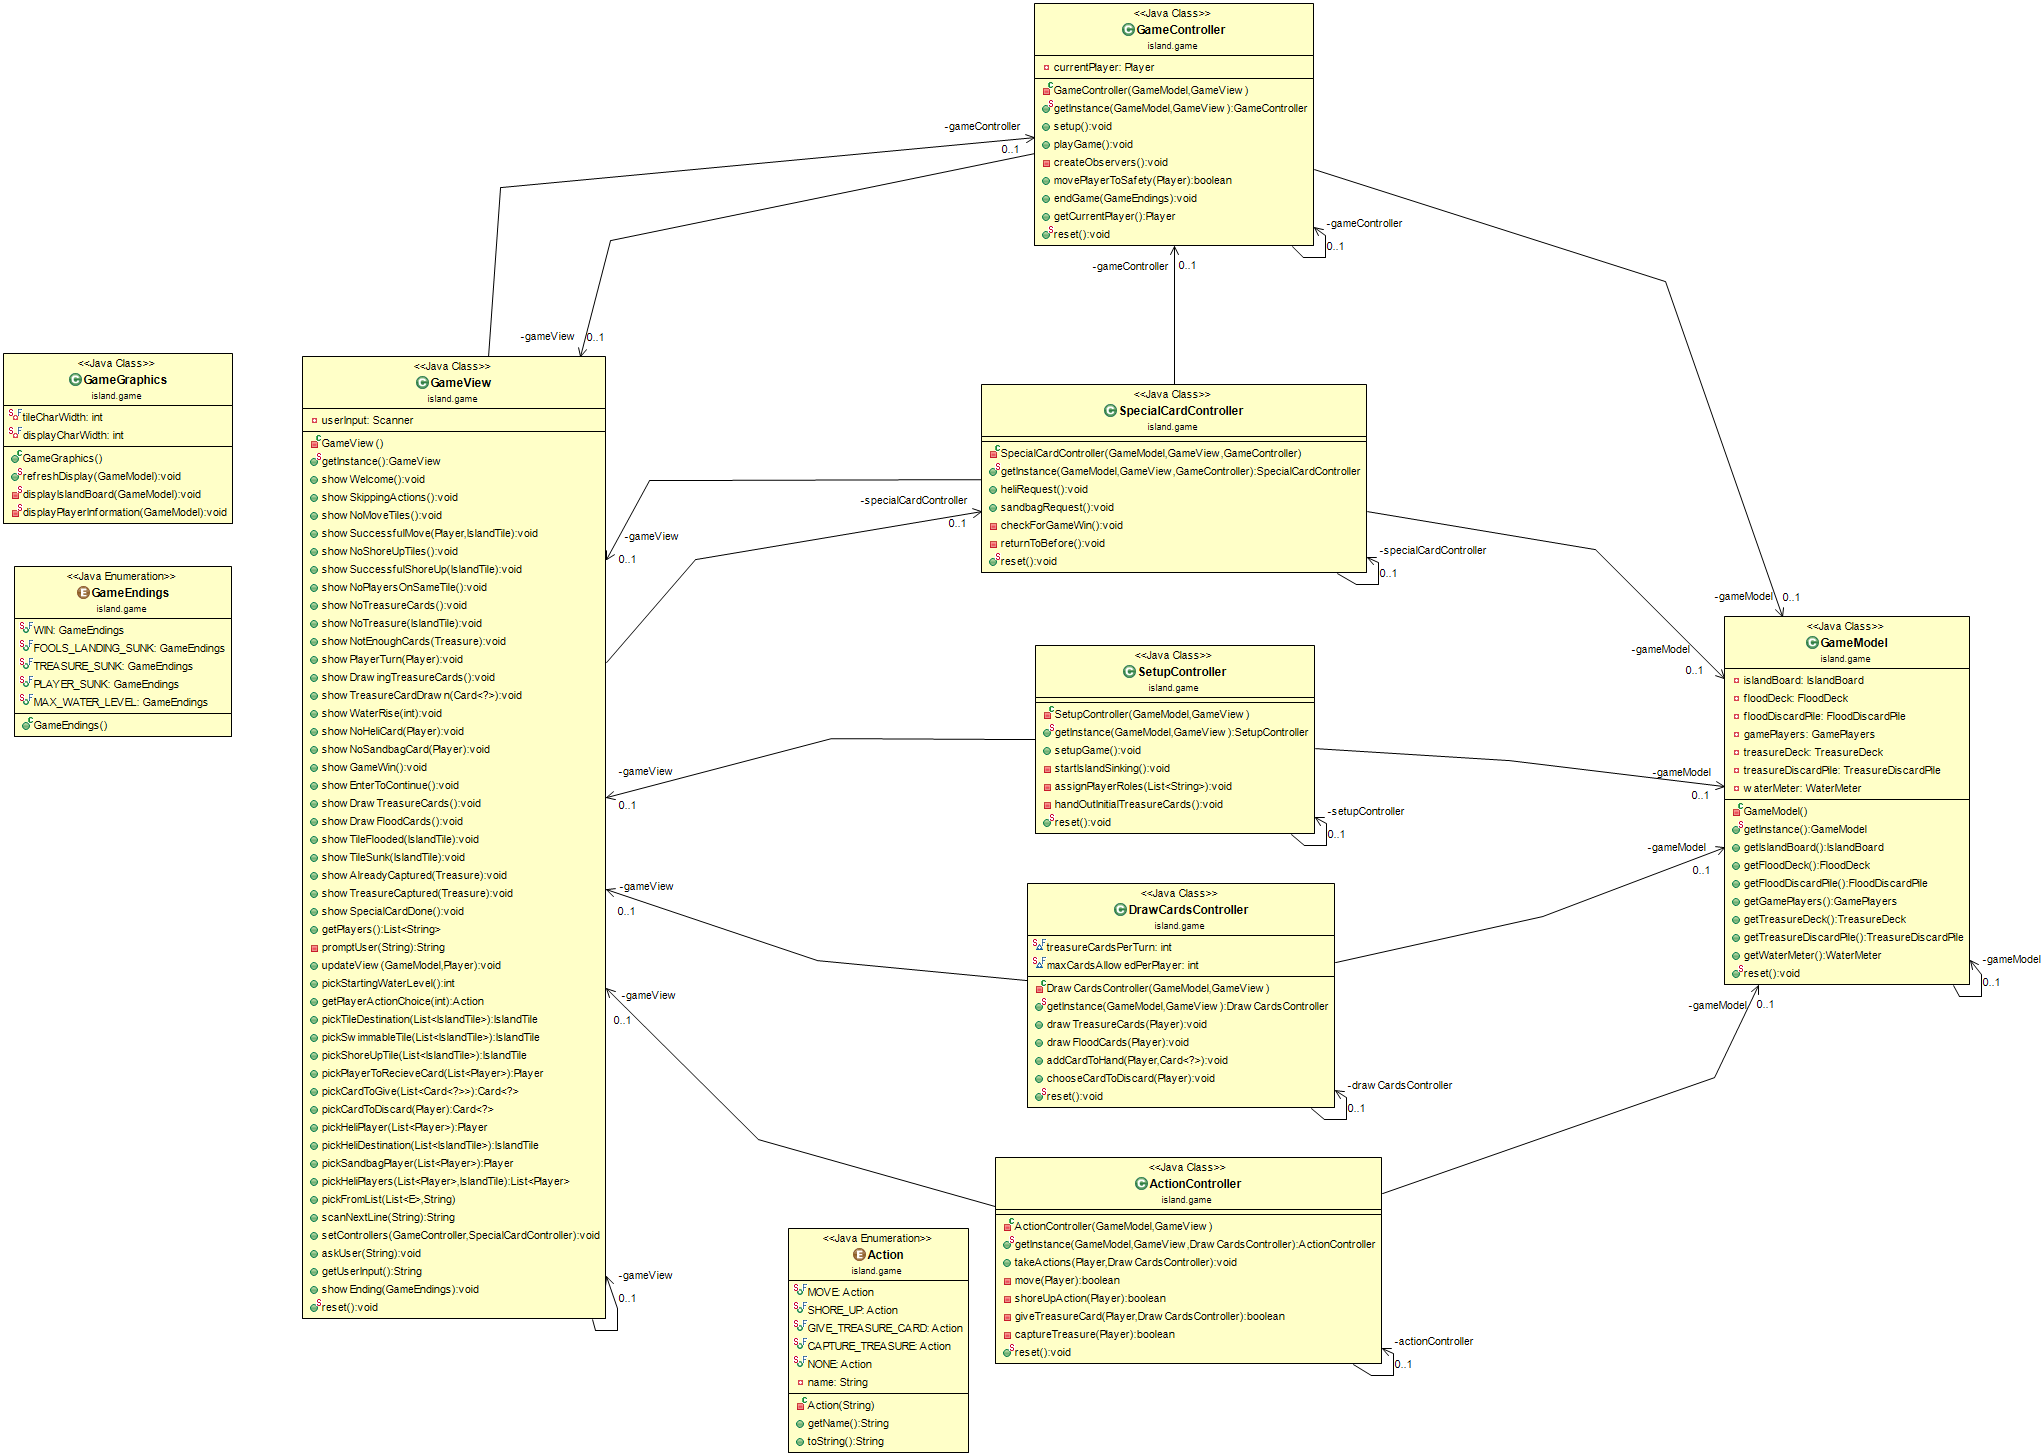 <<Java Class>>
GameController
island.game
currentPlayer: Player
GameController(GameModel,GameView)
getInstance(GameModel,GameView):GameController
setup():void
playGame():void
createObservers():void
movePlayerToSafety(Player):boolean
endGame(GameEndings):void
getCurrentPlayer():Player
reset():void
-gameController
0..1
-gameController
0..1
-gameController
0..1
-gameView
0..1
<<Java Class>>
GameGraphics
island.game
tileCharWidth: int
displayCharWidth: int
GameGraphics()
refreshDisplay(GameModel):void
displayIslandBoard(GameModel):void
displayPlayerInformation(GameModel):void
<<Java Enumeration>>
GameEndings
island.game
WIN: GameEndings
FOOLS_LANDING_SUNK: GameEndings
TREASURE_SUNK: GameEndings
PLAYER_SUNK: GameEndings
MAX_WATER_LEVEL: GameEndings
GameEndings()
<<Java Class>>
GameView
island.game
userInput: Scanner
GameView()
getInstance():GameView
showWelcome():void
showSkippingActions():void
showNoMoveTiles():void
showSuccessfulMove(Player,IslandTile):void
showNoShoreUpTiles():void
showSuccessfulShoreUp(IslandTile):void
showNoPlayersOnSameTile():void
showNoTreasureCards():void
showNoTreasure(IslandTile):void
showNotEnoughCards(Treasure):void
showPlayerTurn(Player):void
showDrawingTreasureCards():void
showTreasureCardDrawn(Card<?>):void
showWaterRise(int):void
showNoHeliCard(Player):void
showNoSandbagCard(Player):void
showGameWin():void
showEnterToContinue():void
showDrawTreasureCards():void
showDrawFloodCards():void
showTileFlooded(IslandTile):void
showTileSunk(IslandTile):void
showAlreadyCaptured(Treasure):void
showTreasureCaptured(Treasure):void
showSpecialCardDone():void
getPlayers():List<String>
promptUser(String):String
updateView(GameModel,Player):void
pickStartingWaterLevel():int
getPlayerActionChoice(int):Action
pickTileDestination(List<IslandTile>):IslandTile
pickSwimmableTile(List<IslandTile>):IslandTile
pickShoreUpTile(List<IslandTile>):IslandTile
pickPlayerToRecieveCard(List<Player>):Player
pickCardToGive(List<Card<?>>):Card<?>
pickCardToDiscard(Player):Card<?>
pickHeliPlayer(List<Player>):Player
pickHeliDestination(List<IslandTile>):IslandTile
pickSandbagPlayer(List<Player>):Player
pickHeliPlayers(List<Player>,IslandTile):List<Player>
pickFromList(List<E>,String)
scanNextLine(String):String
setControllers(GameController,SpecialCardController):void
askUser(String):void
getUserInput():String
showEnding(GameEndings):void
reset():void
-gameView
0..1
-specialCardController
0..1
-gameView
0..1
-gameView
0..1
-gameView
0..1
-gameView
0..1
<<Java Class>>
SpecialCardController
island.game
SpecialCardController(GameModel,GameView,GameController)
getInstance(GameModel,GameView,GameController):SpecialCardController
heliRequest():void
sandbagRequest():void
checkForGameWin():void
returnToBefore():void
reset():void
-specialCardController
0..1
<<Java Class>>
SetupController
island.game
SetupController(GameModel,GameView)
getInstance(GameModel,GameView):SetupController
setupGame():void
startIslandSinking():void
assignPlayerRoles(List<String>):void
handOutInitialTreasureCards():void
reset():void
-setupController
0..1
<<Java Class>>
DrawCardsController
island.game
treasureCardsPerTurn: int
maxCardsAllowedPerPlayer: int
DrawCardsController(GameModel,GameView)
getInstance(GameModel,GameView):DrawCardsController
drawTreasureCards(Player):void
drawFloodCards(Player):void
addCardToHand(Player,Card<?>):void
chooseCardToDiscard(Player):void
reset():void
-drawCardsController
0..1
<<Java Class>>
ActionController
island.game
ActionController(GameModel,GameView)
getInstance(GameModel,GameView,DrawCardsController):ActionController
takeActions(Player,DrawCardsController):void
move(Player):boolean
shoreUpAction(Player):boolean
giveTreasureCard(Player,DrawCardsController):boolean
captureTreasure(Player):boolean
reset():void
-actionController
0..1
<<Java Enumeration>>
Action
island.game
MOVE: Action
SHORE_UP: Action
GIVE_TREASURE_CARD: Action
CAPTURE_TREASURE: Action
NONE: Action
name: String
Action(String)
getName():String
toString():String
-gameModel
0..1
-gameModel
0..1
-gameModel
0..1
-gameModel
0..1
-gameModel
0..1
<<Java Class>>
GameModel
island.game
islandBoard: IslandBoard
floodDeck: FloodDeck
floodDiscardPile: FloodDiscardPile
gamePlayers: GamePlayers
treasureDeck: TreasureDeck
treasureDiscardPile: TreasureDiscardPile
waterMeter: WaterMeter
GameModel()
getInstance():GameModel
getIslandBoard():IslandBoard
getFloodDeck():FloodDeck
getFloodDiscardPile():FloodDiscardPile
getGamePlayers():GamePlayers
getTreasureDeck():TreasureDeck
getTreasureDiscardPile():TreasureDiscardPile
getWaterMeter():WaterMeter
reset():void
-gameModel
0..1